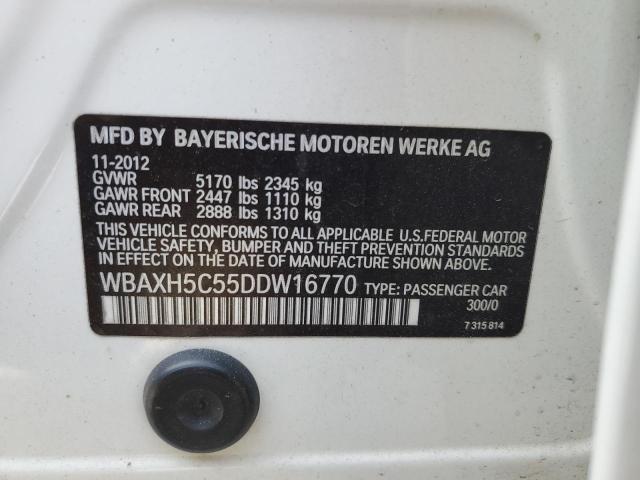 MFD BY BAYERISCHE MOTOREN WERKE AG
11-2012
GVWR 5170 lbs 2345 kg
GAWR FRONT 2447 lbs 1110 kg
GAWR REAR 2888 lbs 1310 kg
THIS VEHICLE CONFORMS TO ALL APPLICABLE U.S.FEDERAL MOTOR
VEHICLE SAFETY, BUMPER AND THEFT PREVENTION STANDARDS
IN EFFECT ON THE DATE OF MANUFACTURE SHOWN ABOVE.
WBAXH5C55DDW16770 TYPE: PASSENGER CAR
300/0
7 315 814